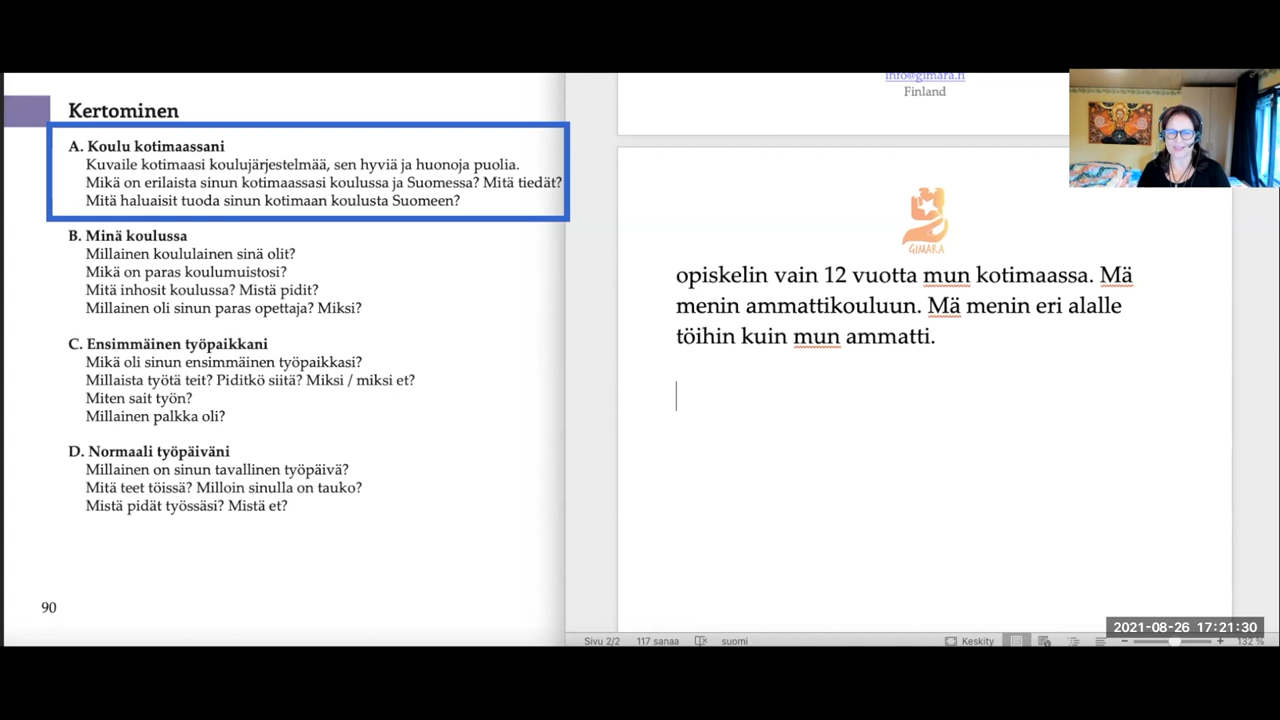 Kertominen
A. Koulu kotimaassani
Kuvaile kotimaasi koulujärjestelmää, sen hyviä ja huonoja puolia.
Mikä on erilaista sinun kotimaassasi koulussa ja Suomessa? Mitä tiedät?
Mitä haluaisit tuoda sinun kotimaan koulusta Suomeen?
B. Minä koulussa
Millainen koululainen sinä olit?
Mikä on paras koulumuistosi?
Mitä inhosit koulussa? Mistä pidit?
Millainen oli sinun paras opettaja? Miksi?
C. Ensimmäinen työpaikkani
Mikä oli sinun ensimmäinen työpaikkasi?
Millaista työtä teit? Piditkö siitä? Miksi / miksi et?
Miten sait työn?
Millainen palkka oli?
D. Normaali työpäiväni
Millainen on sinun tavallinen työpäivä?
Mitä teet töissä? Milloin sinulla on tauko?
Mistä pidät työssäsi? Mistä et?
90
info@gimara.fi
Finland
GIMARA
opiskelin vain 12 vuotta mun kotimaassa. Mä
menin ammattikouluun. Mä menin eri alalle
töihin kuin mun ammatti.
Sivu 2/2 117 sanaa suomi Keskity 132 %
2021-08-26 17:21:30